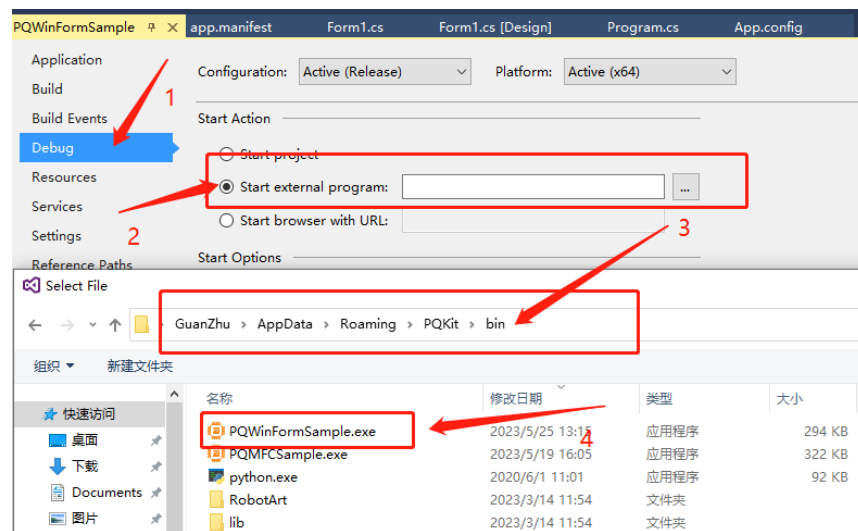 PQWinFormSample app.manifest Form1.cs Form1.cs [Design] Program.cs App.config
Application
Configuration: Active (Release) Platform: Active (x64)
Build
1
Build Events
Start Action
Debug
Start project
Resources
Start external program: ...
Services
Start browser with URL:
Settings
2
3
Reference Paths
Start Options
Select File
GuanZhu > AppData > Roaming > PQKit > bin
组织 新建文件夹
名称 修改日期 类型 大小
快速访问
PQWinFormSample.exe 2023/5/25 13:15 应用程序 294 KB
4
桌面
PQMFCSample.exe 2023/5/19 16:05 应用程序 322 KB
下载
python.exe 2020/6/1 11:01 应用程序 92 KB
Documents
RobotArt 2023/3/14 11:54 文件夹
图片
lib 2023/3/14 11:54 文件夹